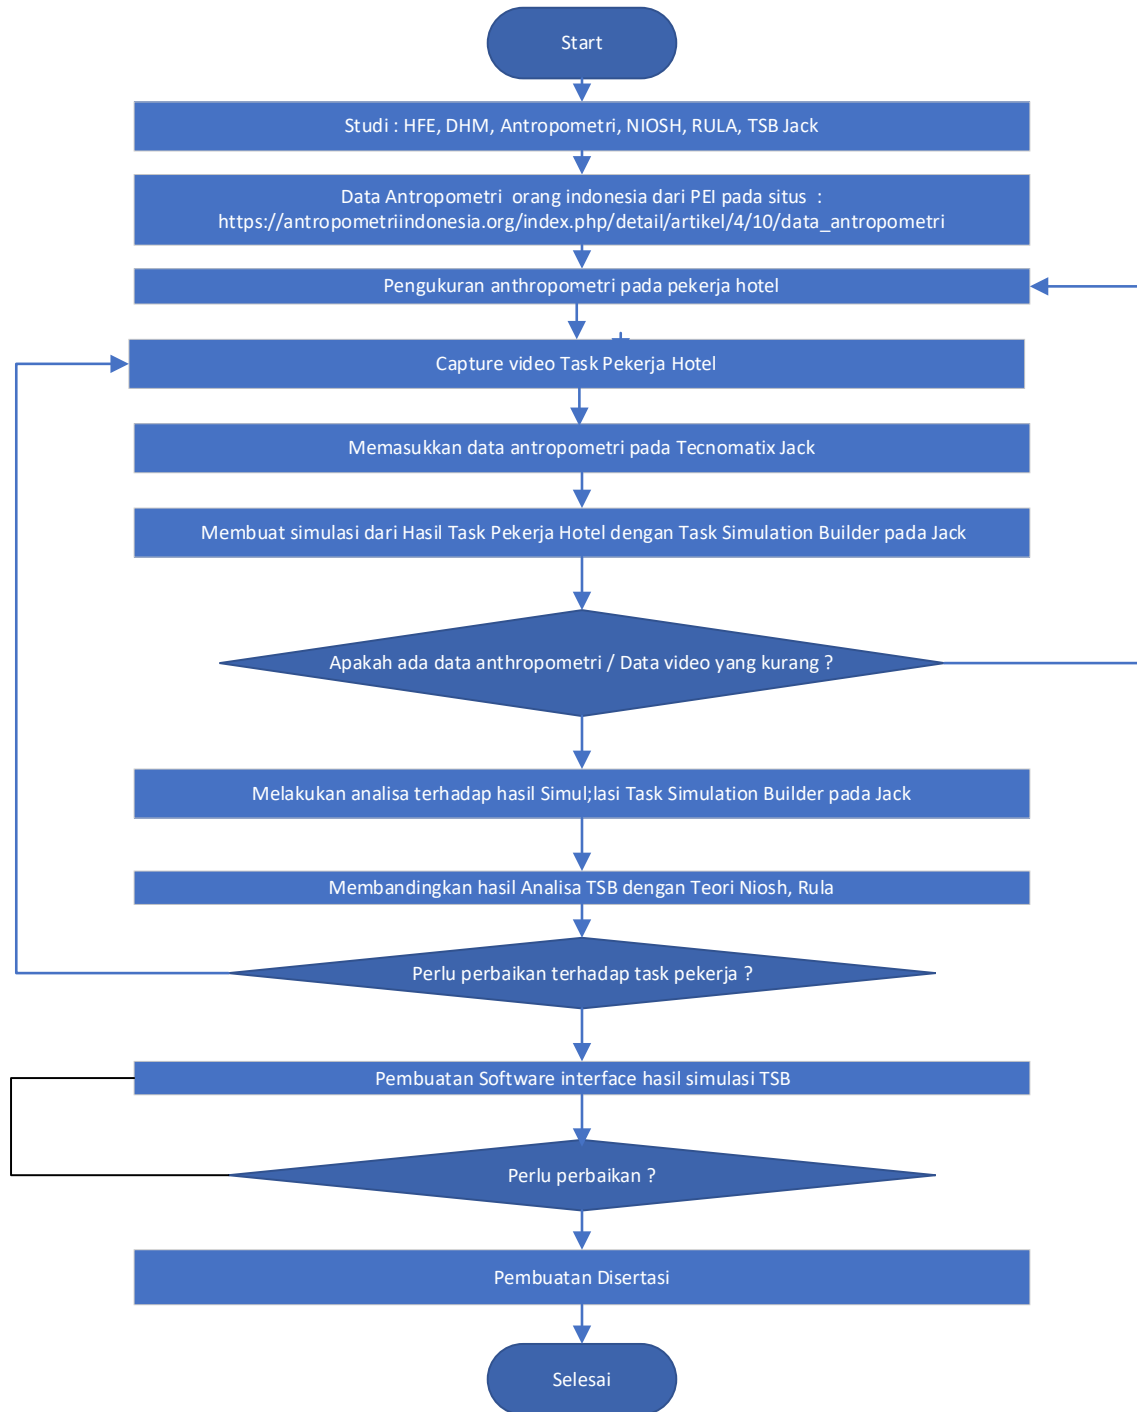 Start
Studi : HFE, DHM, Antropometri, NIOSH, RULA, TSB Jack
Data Antropometri  orang indonesia dari PEI pada situs  :
https://antropometriindonesia.org/index.php/detail/artikel/4/10/data_antropometri
Pengukuran anthropometri pada pekerja hotel
Capture video Task Pekerja Hotel
Memasukkan data antropometri pada Tecnomatix Jack
Membuat simulasi dari Hasil Task Pekerja Hotel dengan Task Simulation Builder pada Jack
Apakah ada data anthropometri / Data video yang kurang ?
Melakukan analisa terhadap hasil Simul;lasi Task Simulation Builder pada Jack
Membandingkan hasil Analisa TSB dengan Teori Niosh, Rula
Perlu perbaikan terhadap task pekerja ?
Pembuatan Software interface hasil simulasi TSB
Perlu perbaikan ?
Pembuatan Disertasi
Selesai